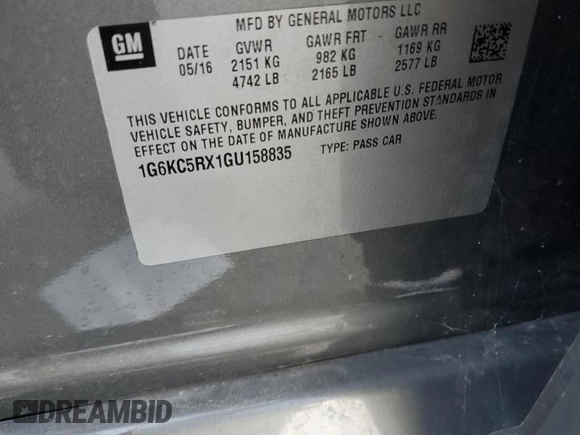 MFD BY GENERAL MOTORS LLC
GM
DATE GVWR GAWR FRT GAWR RR
05/16 2151 KG 982 KG 1169 KG
4742 LB 2165 LB 2577 LB
THIS VEHICLE CONFORMS TO ALL APPLICABLE U.S. FEDERAL MOTOR
VEHICLE SAFETY, BUMPER, AND THEFT PREVENTION STANDARDS IN
EFFECT ON THE DATE OF MANUFACTURE SHOWN ABOVE.
1G6KC5RX1GU158835 TYPE: PASS CAR
DREAMBID